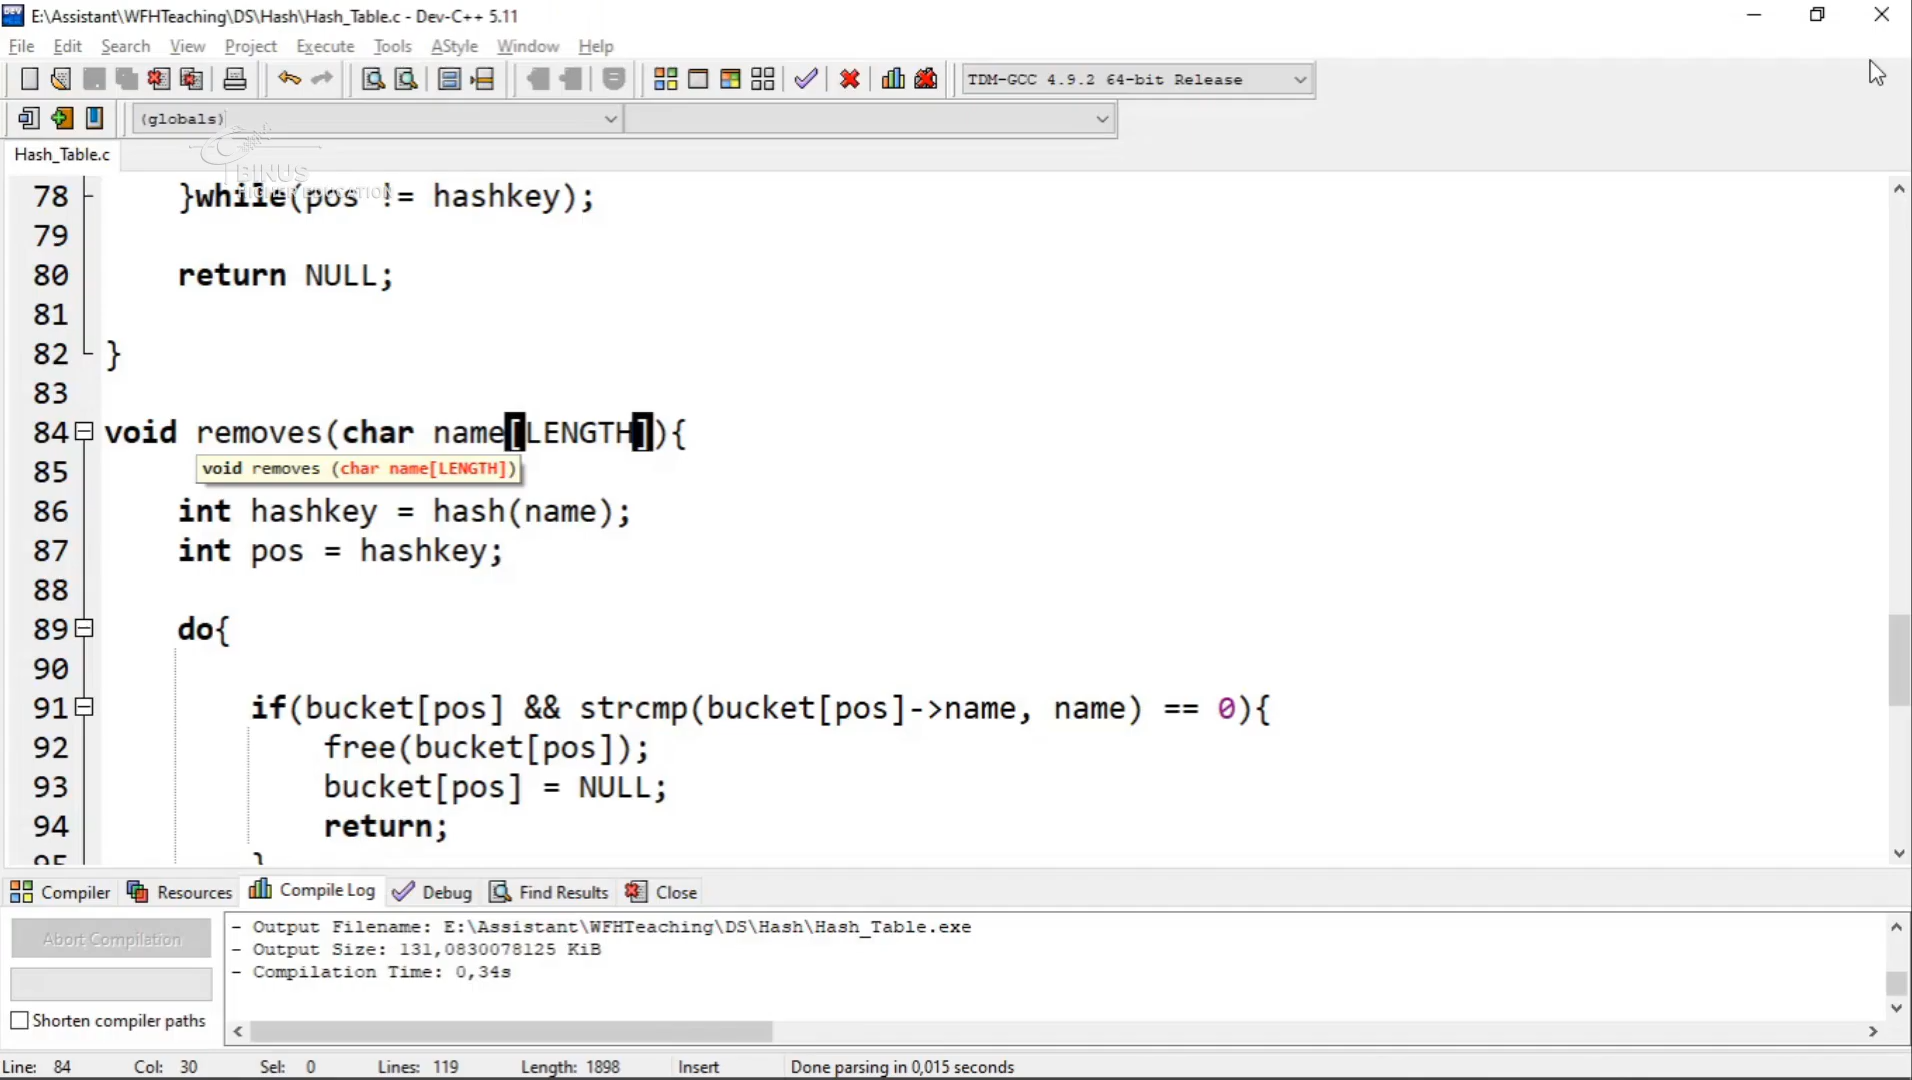 E:\Assistant\WFHTeaching\DS\Hash\Hash_Table.c - Dev-C++ 5.11
File Edit Search View Project Execute Tools AStyle Window Help
TDM-GCC 4.9.2 64-bit Release
(globals)
Hash_Table.c
BINUS
HIGHER EDUCATION
78 }while(pos != hashkey);
79
80 return NULL;
81
82 }
83
84 void removes(char name[LENGTH]){
85 void removes (char name[LENGTH])
86 int hashkey = hash(name);
87 int pos = hashkey;
88
89 do{
90
91 if(bucket[pos] && strcmp(bucket[pos]->name, name) == 0){
92 free(bucket[pos]);
93 bucket[pos] = NULL;
94 return;
95 }
Compiler Resources Compile Log Debug Find Results Close
Abort Compilation
Shorten compiler paths
- Output Filename: E:\Assistant\WFHTeaching\DS\Hash\Hash_Table.exe
- Output Size: 131,0830078125 KiB
- Compilation Time: 0,34s
Line: 84 Col: 30 Sel: 0 Lines: 119 Length: 1898 Insert Done parsing in 0,015 seconds